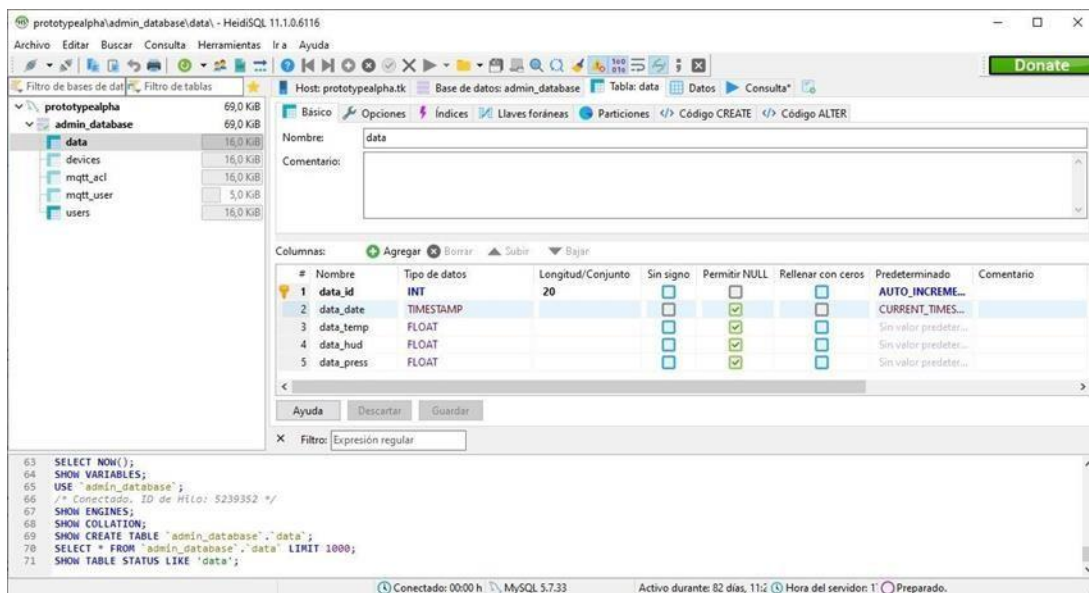 prototypealpha\admin_database\data\ - HeidiSQL 11.1.0.6116
Archivo Editar Buscar Consulta Herramientas Ir a Ayuda
Donate
Filtro de bases de dat Filtro de tablas
Host: prototypealpha.tk Base de datos: admin_database Tabla: data Datos Consulta*
prototypealpha 69,0 KiB
admin_database 69,0 KiB
data 16,0 KiB
devices 16,0 KiB
mqtt_acl 16,0 KiB
mqtt_user 5,0 KiB
users 16,0 KiB
Básico Opciones Índices Llaves foráneas Particiones Código CREATE Código ALTER
Nombre: data
Comentario:
Columnas: Agregar Borrar Subir Bajar
# Nombre Tipo de datos Longitud/Conjunto Sin signo Permitir NULL Rellenar con ceros Predeterminado Comentario
1 data_id INT 20 AUTO_INCREME...
2 data_date TIMESTAMP CURRENT_TIMES...
3 data_temp FLOAT Sin valor predeter...
4 data_hud FLOAT Sin valor predeter...
5 data_press FLOAT Sin valor predeter...
Ayuda Descartar Guardar
Filtro: Expresión regular
63 SELECT NOW();
64 SHOW VARIABLES;
65 USE `admin_database`;
66 /* Conectado. ID de Hilo: 5239352 */
67 SHOW ENGINES;
68 SHOW COLLATION;
69 SHOW CREATE TABLE `admin_database`.`data`;
70 SELECT * FROM `admin_database`.`data` LIMIT 1000;
71 SHOW TABLE STATUS LIKE 'data';
Conectado: 00:00 h MySQL 5.7.33 Activo durante: 82 días, 11:2 Hora del servidor: 1 Preparado.